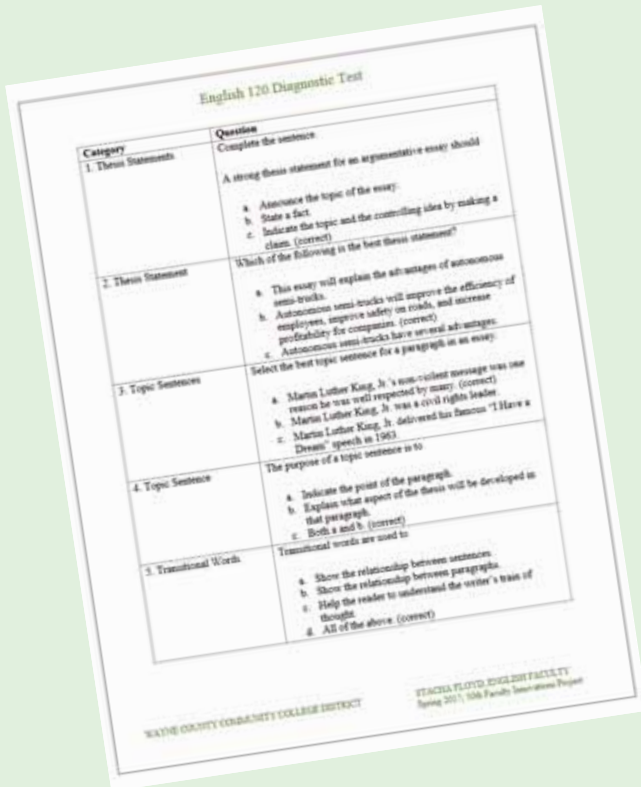 English 120 Diagnostic Test
Category Question
1. Thesis Statements Complete the sentence.
A strong thesis statement for an argumentative essay should
a. Announce the topic of the essay.
b. State a fact.
c. Indicate the topic and the controlling idea by making a
claim. (correct)
2. Thesis Statement Which of the following is the best thesis statement?
a. This essay will explain the advantages of autonomous
semi-trucks.
b. Autonomous semi-trucks will improve the efficiency of
employees, improve safety on roads, and increase
profitability for companies. (correct)
c. Autonomous semi-trucks have several advantages.
3. Topic Sentences Select the best topic sentence for a paragraph in an essay.
a. Martin Luther King, Jr.'s non-violent message was one
reason he was well respected by many. (correct)
b. Martin Luther King, Jr. was a civil rights leader.
c. Martin Luther King, Jr. delivered his famous "I Have a
Dream" speech in 1963.
4. Topic Sentence The purpose of a topic sentence is to
a. Indicate the point of the paragraph.
b. Explain what aspect of the thesis will be developed in
that paragraph.
c. Both a and b. (correct)
5. Transitional Words Transitional words are used to
a. Show the relationship between sentences.
b. Show the relationship between paragraphs.
c. Help the reader to understand the writer's train of
thought.
d. All of the above. (correct)
WAYNE COUNTY COMMUNITY COLLEGE DISTRICT
STACHA FLOYD, ENGLISH FACULTY
Spring 2017, 10th Faculty Innovations Project